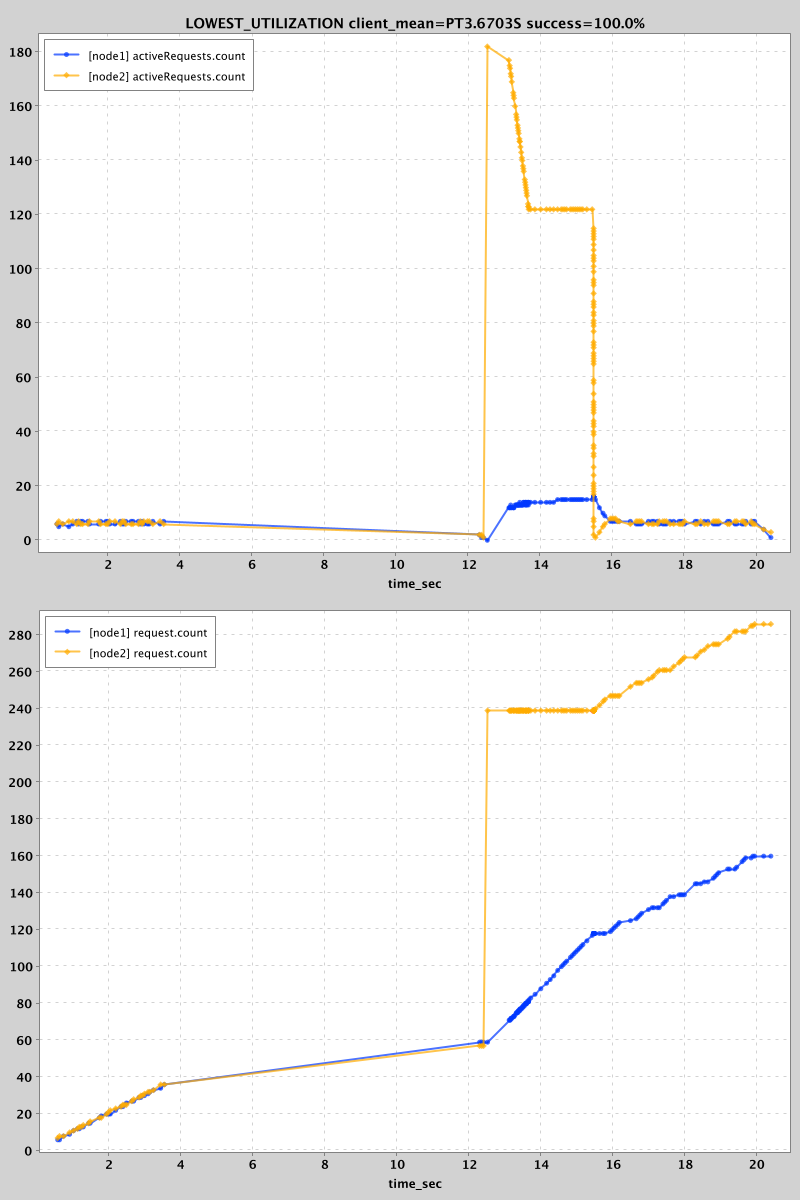 LOWEST_UTILIZATION client_mean=PT3.6703S success=100.0%
[node1] activeRequests.count
[node2] activeRequests.count
180
160
140
120
100
80
60
40
20
0
2 4 6 8 10 12 14 16 18 20
time_sec
[node1] request.count
[node2] request.count
280
260
240
220
200
180
160
140
120
100
80
60
40
20
0
2 4 6 8 10 12 14 16 18 20
time_sec